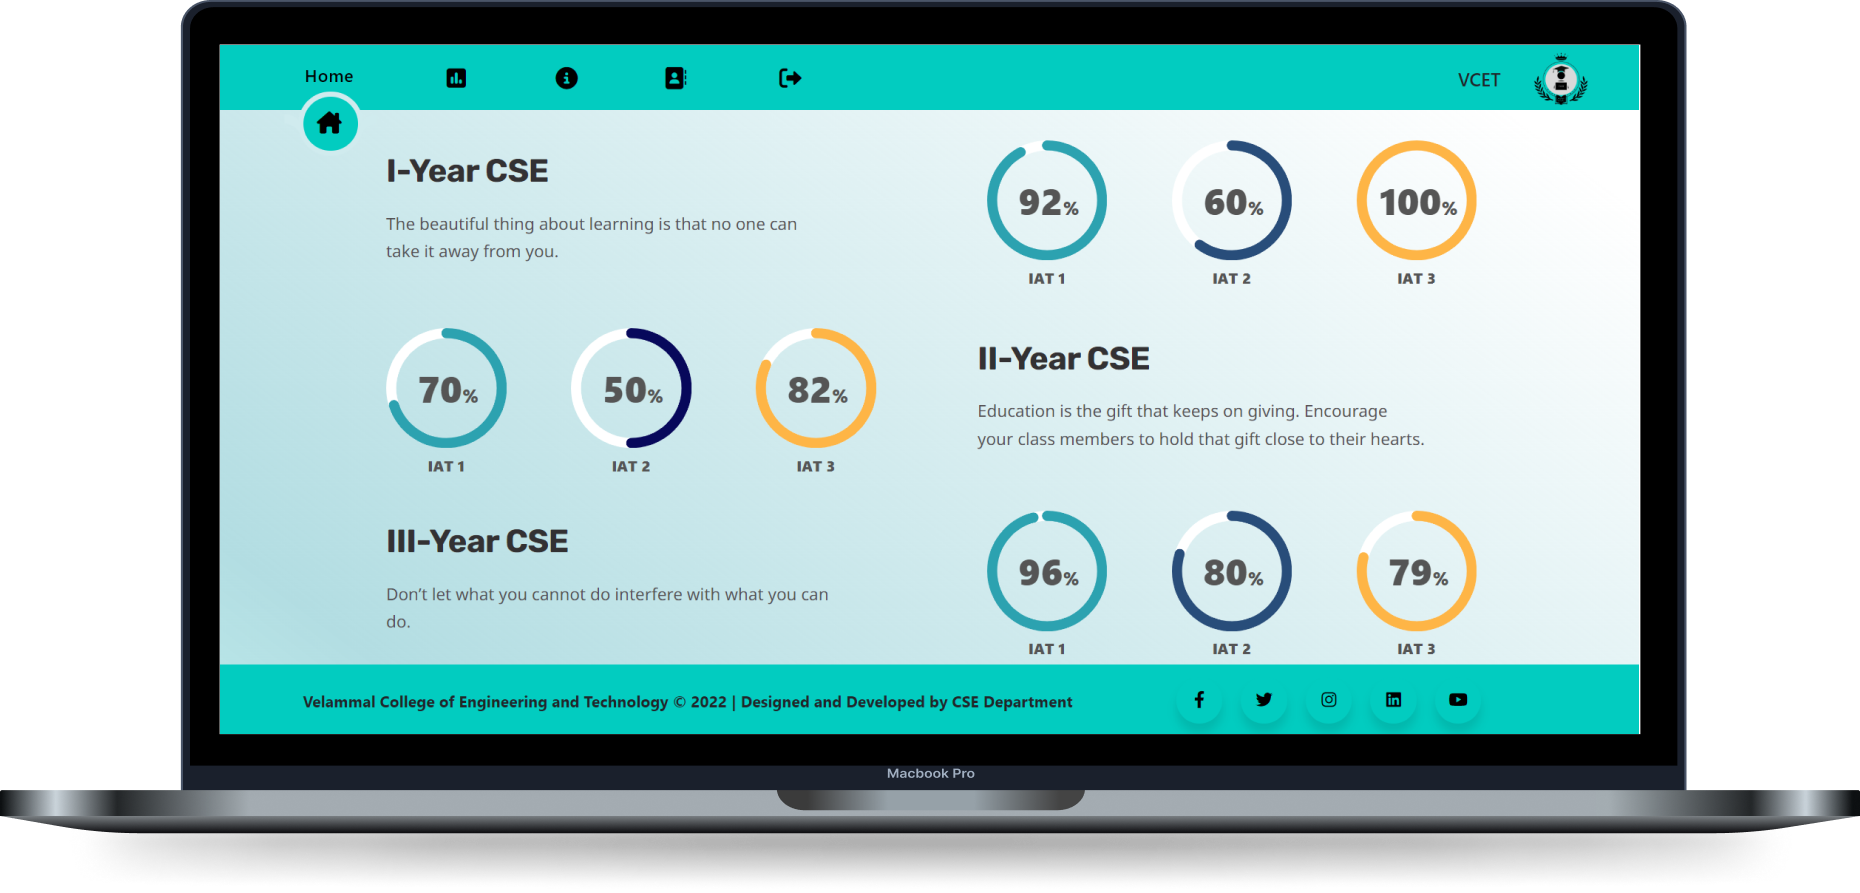 Home
VCET
I-Year CSE
The beautiful thing about learning is that no one can
take it away from you.
92%
60%
100%
IAT 1
IAT 2
IAT 3
70%
50%
82%
IAT 1
IAT 2
IAT 3
II-Year CSE
Education is the gift that keeps on giving. Encourage
your class members to hold that gift close to their hearts.
III-Year CSE
Don’t let what you cannot do interfere with what you can
do.
96%
80%
79%
IAT 1
IAT 2
IAT 3
Velammal College of Engineering and Technology © 2022 | Designed and Developed by CSE Department
Macbook Pro